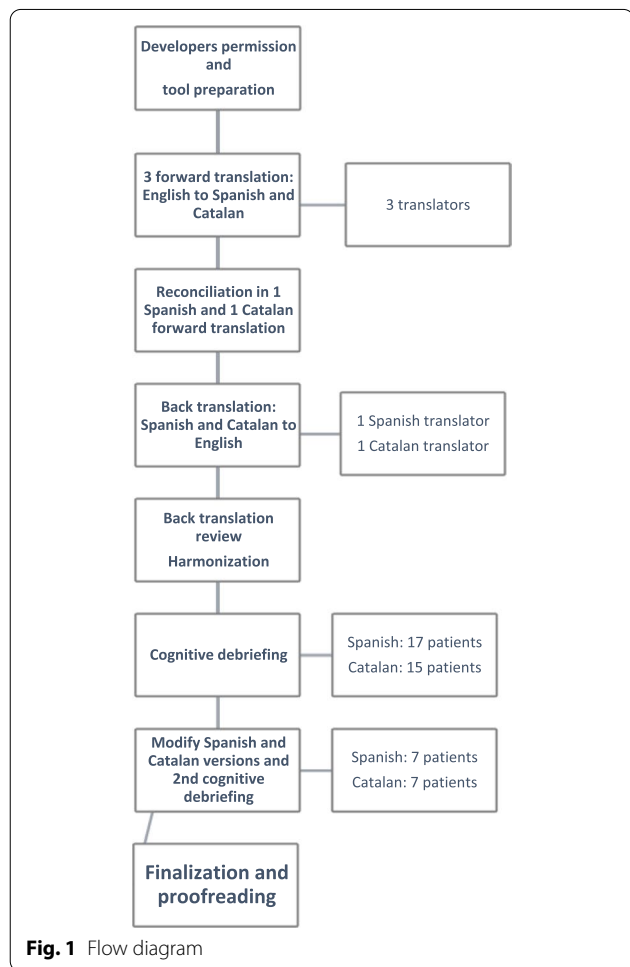 Developers permission
and
tool preparation
3 forward translation:
English to Spanish and
Catalan
3 translators
Reconciliation in 1
Spanish and 1 Catalan
forward translation
Back translation:
Spanish and Catalan to
English
1 Spanish translator
1 Catalan translator
Back translation
review
Harmonization
Cognitive debriefing
Spanish: 17 patients
Catalan: 15 patients
Modify Spanish and
Catalan versions and
2nd cognitive
debriefing
Spanish: 7 patients
Catalan: 7 patients
Finalization and
proofreading
Fig. 1 Flow diagram